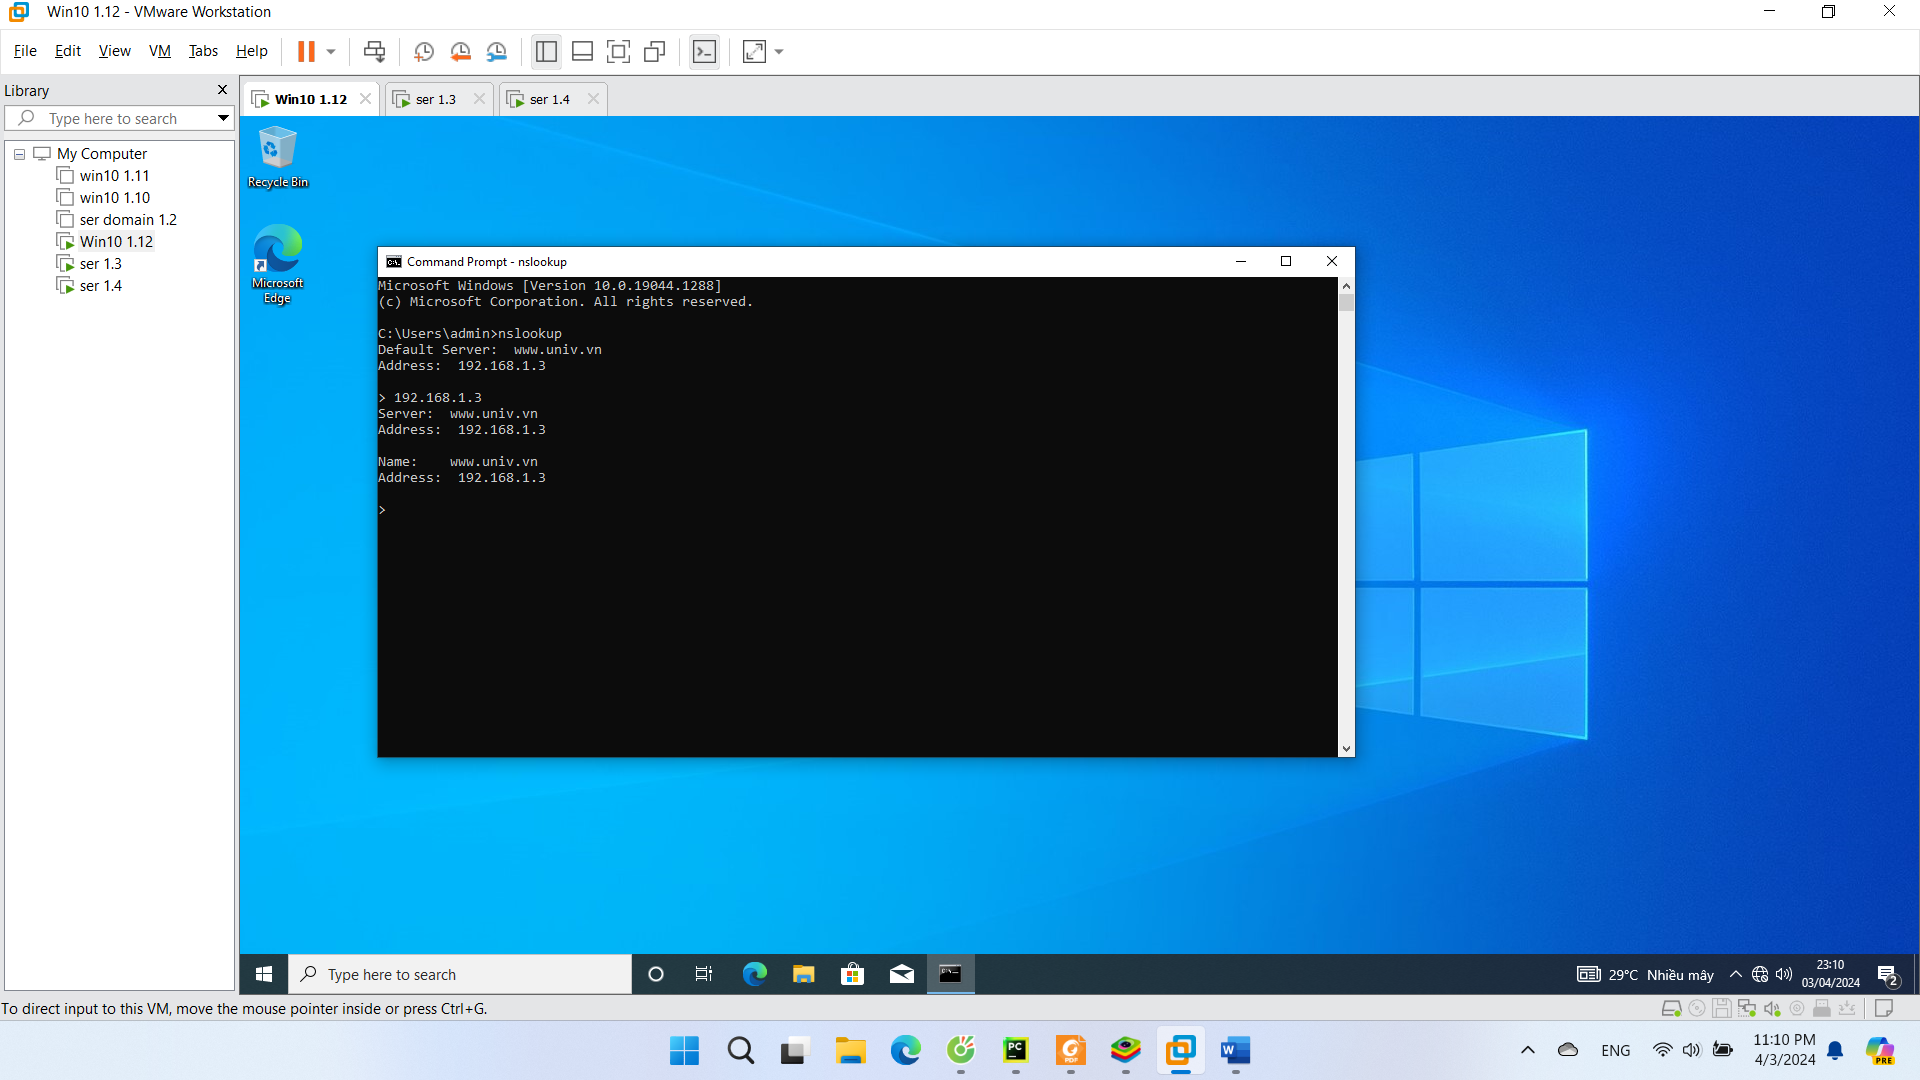 Win10 1.12 - VMware Workstation
File Edit View VM Tabs Help
Library
Type here to search
My Computer
win10 1.11
win10 1.10
ser domain 1.2
Win10 1.12
ser 1.3
ser 1.4
Win10 1.12
ser 1.3
ser 1.4
Recycle Bin
Microsoft
Edge
Command Prompt - nslookup
Microsoft Windows [Version 10.0.19044.1288]
(c) Microsoft Corporation. All rights reserved.
C:\Users\admin>nslookup
Default Server:  www.univ.vn
Address:  192.168.1.3
> 192.168.1.3
Server:  www.univ.vn
Address:  192.168.1.3
Name:    www.univ.vn
Address:  192.168.1.3
>
Type here to search
29°C Nhiều mây
23:10
03/04/2024
2
To direct input to this VM, move the mouse pointer inside or press Ctrl+G.
PC
PDF
W
ENG
11:10 PM
4/3/2024
PRE